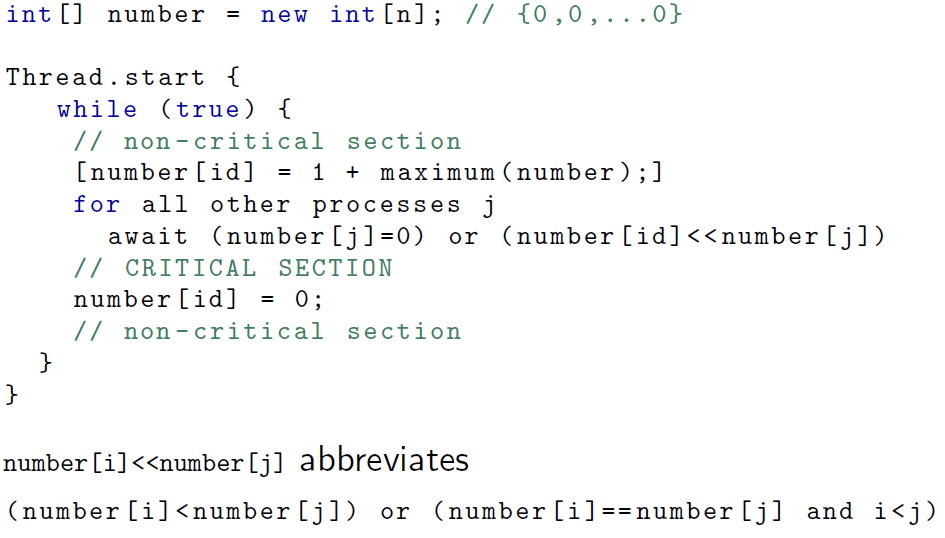 int[] number = new int[n]; // {0,0,...0}
Thread.start {
while (true) {
// non-critical section
[number[id] = 1 + maximum(number);]
for all other processes j
await (number[j]=0) or (number[id]<<number[j])
// CRITICAL SECTION
number[id] = 0;
// non-critical section
}
}
number[i]<<number[j] abbreviates
(number[i]<number[j]) or (number[i]==number[j] and i<j)